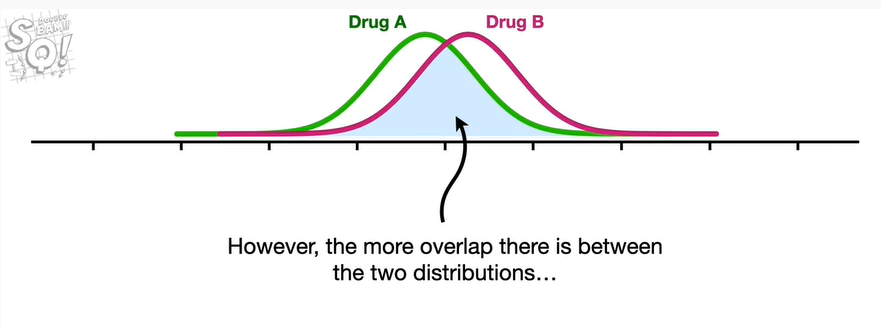 Drug A
Drug B
However, the more overlap there is between
the two distributions…